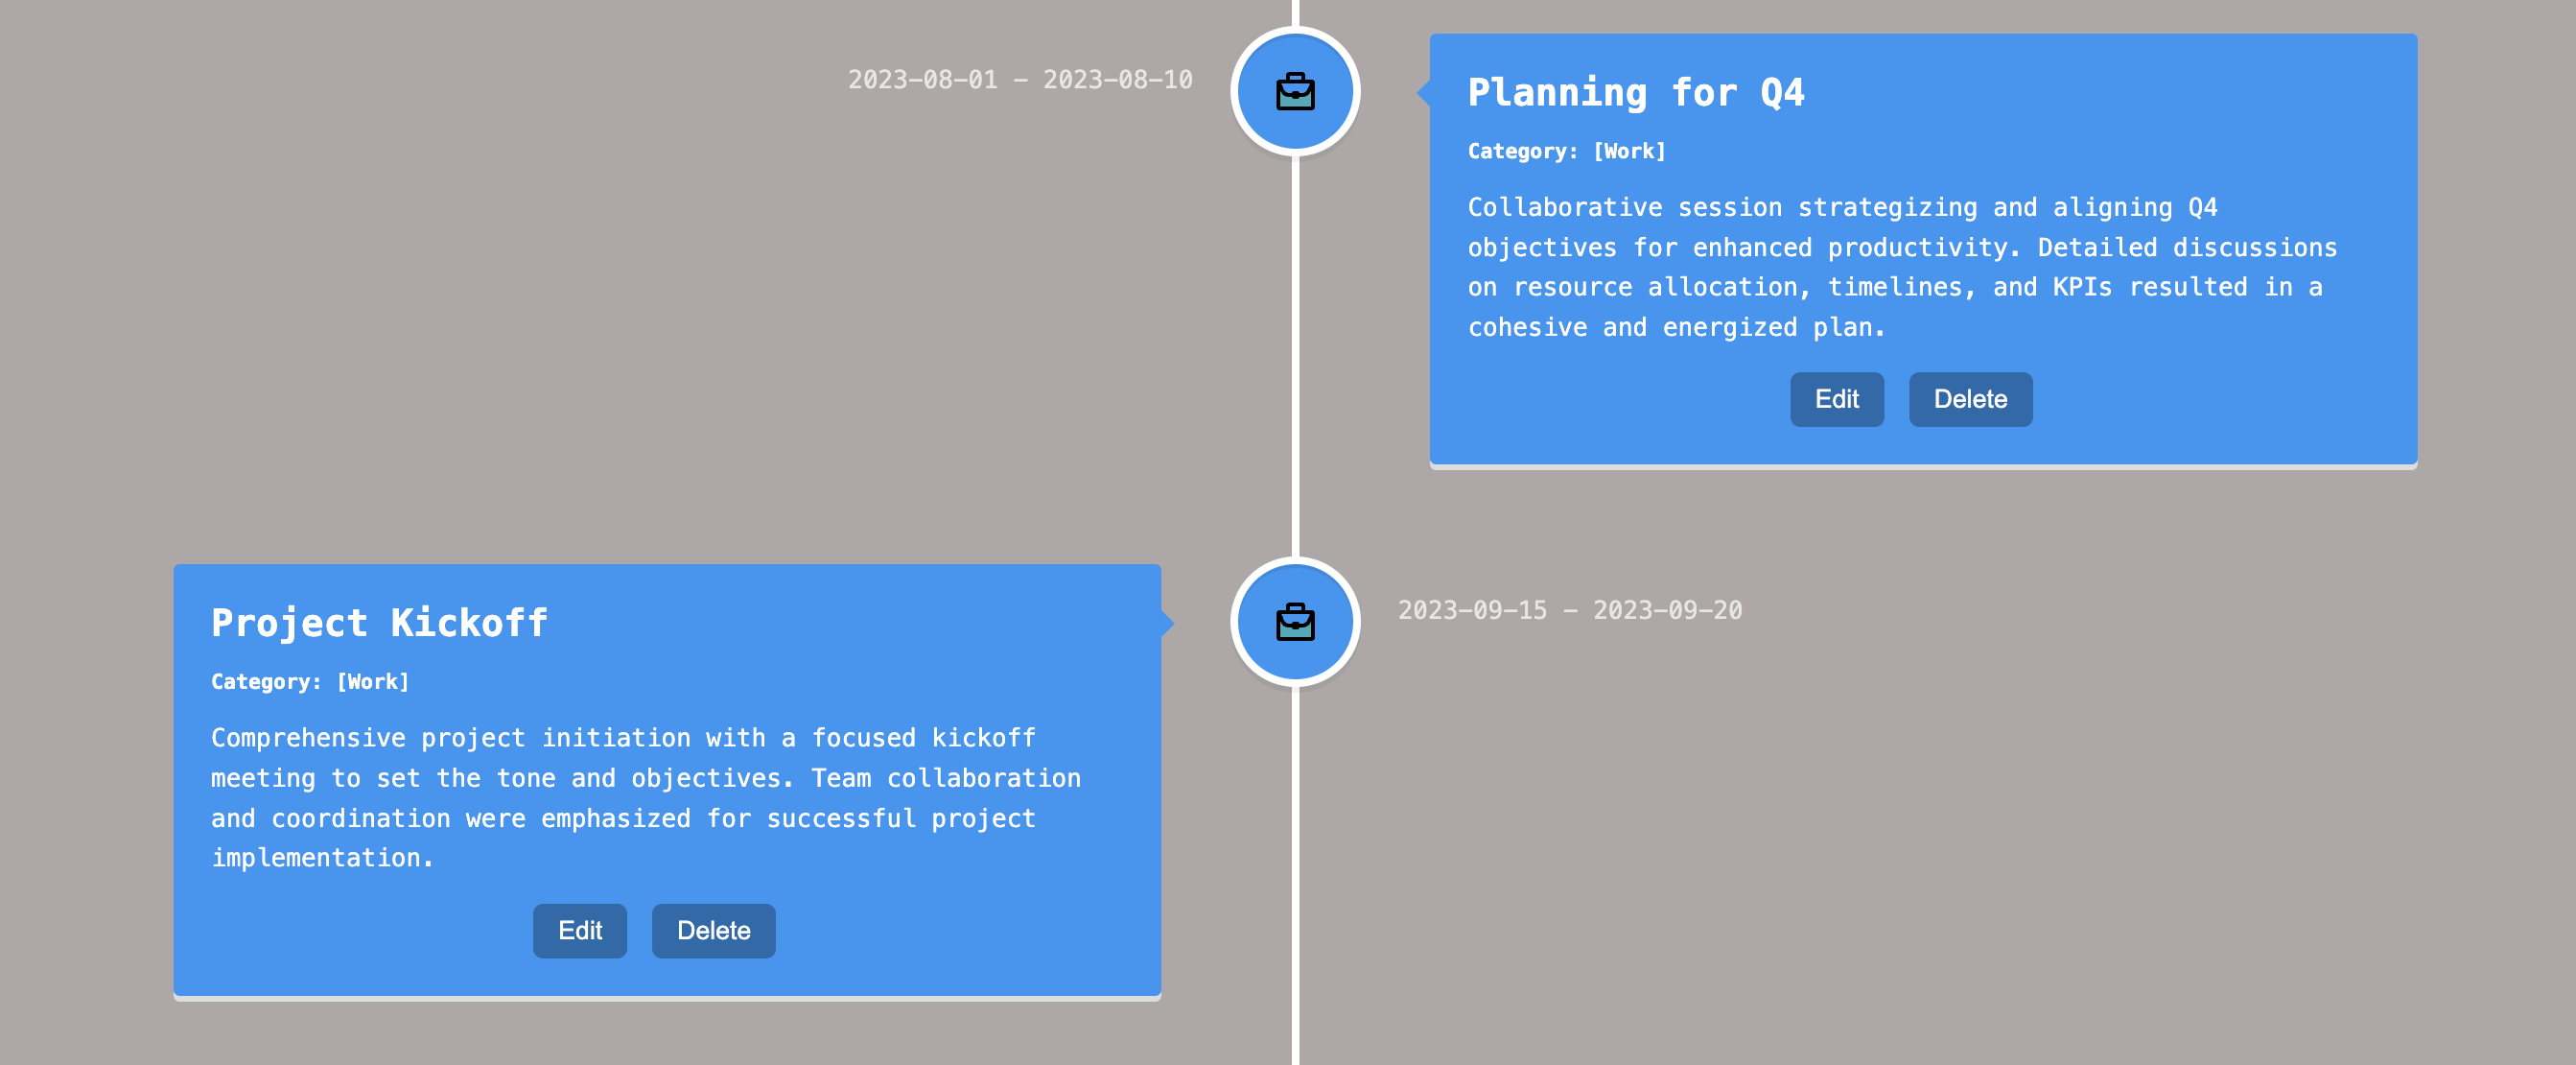 2023-08-01 - 2023-08-10
Planning for Q4
Category: [Work]
Collaborative session strategizing and aligning Q4
objectives for enhanced productivity. Detailed discussions
on resource allocation, timelines, and KPIs resulted in a
cohesive and energized plan.
Edit Delete
Project Kickoff
Category: [Work]
Comprehensive project initiation with a focused kickoff
meeting to set the tone and objectives. Team collaboration
and coordination were emphasized for successful project
implementation.
Edit Delete
2023-09-15 - 2023-09-20